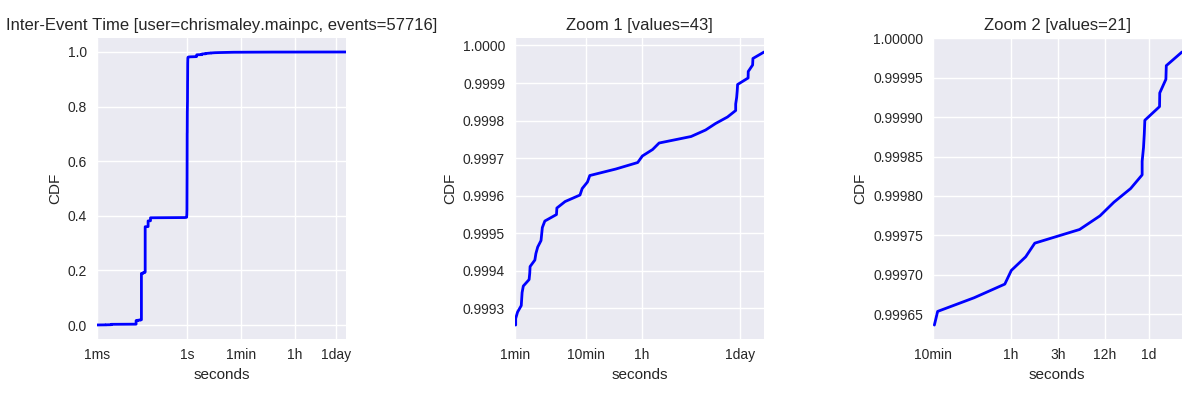 Inter-Event Time [user=chrismaley.mainpc, events=57716]
CDF
1.0
0.8
0.6
0.4
0.2
0.0
1ms 1s 1min 1h 1day
seconds
Zoom 1 [values=43]
CDF
1.0000
0.9999
0.9998
0.9997
0.9996
0.9995
0.9994
0.9993
1min 10min 1h 1day
seconds
Zoom 2 [values=21]
CDF
1.00000
0.99995
0.99990
0.99985
0.99980
0.99975
0.99970
0.99965
10min 1h 3h 12h 1d
seconds